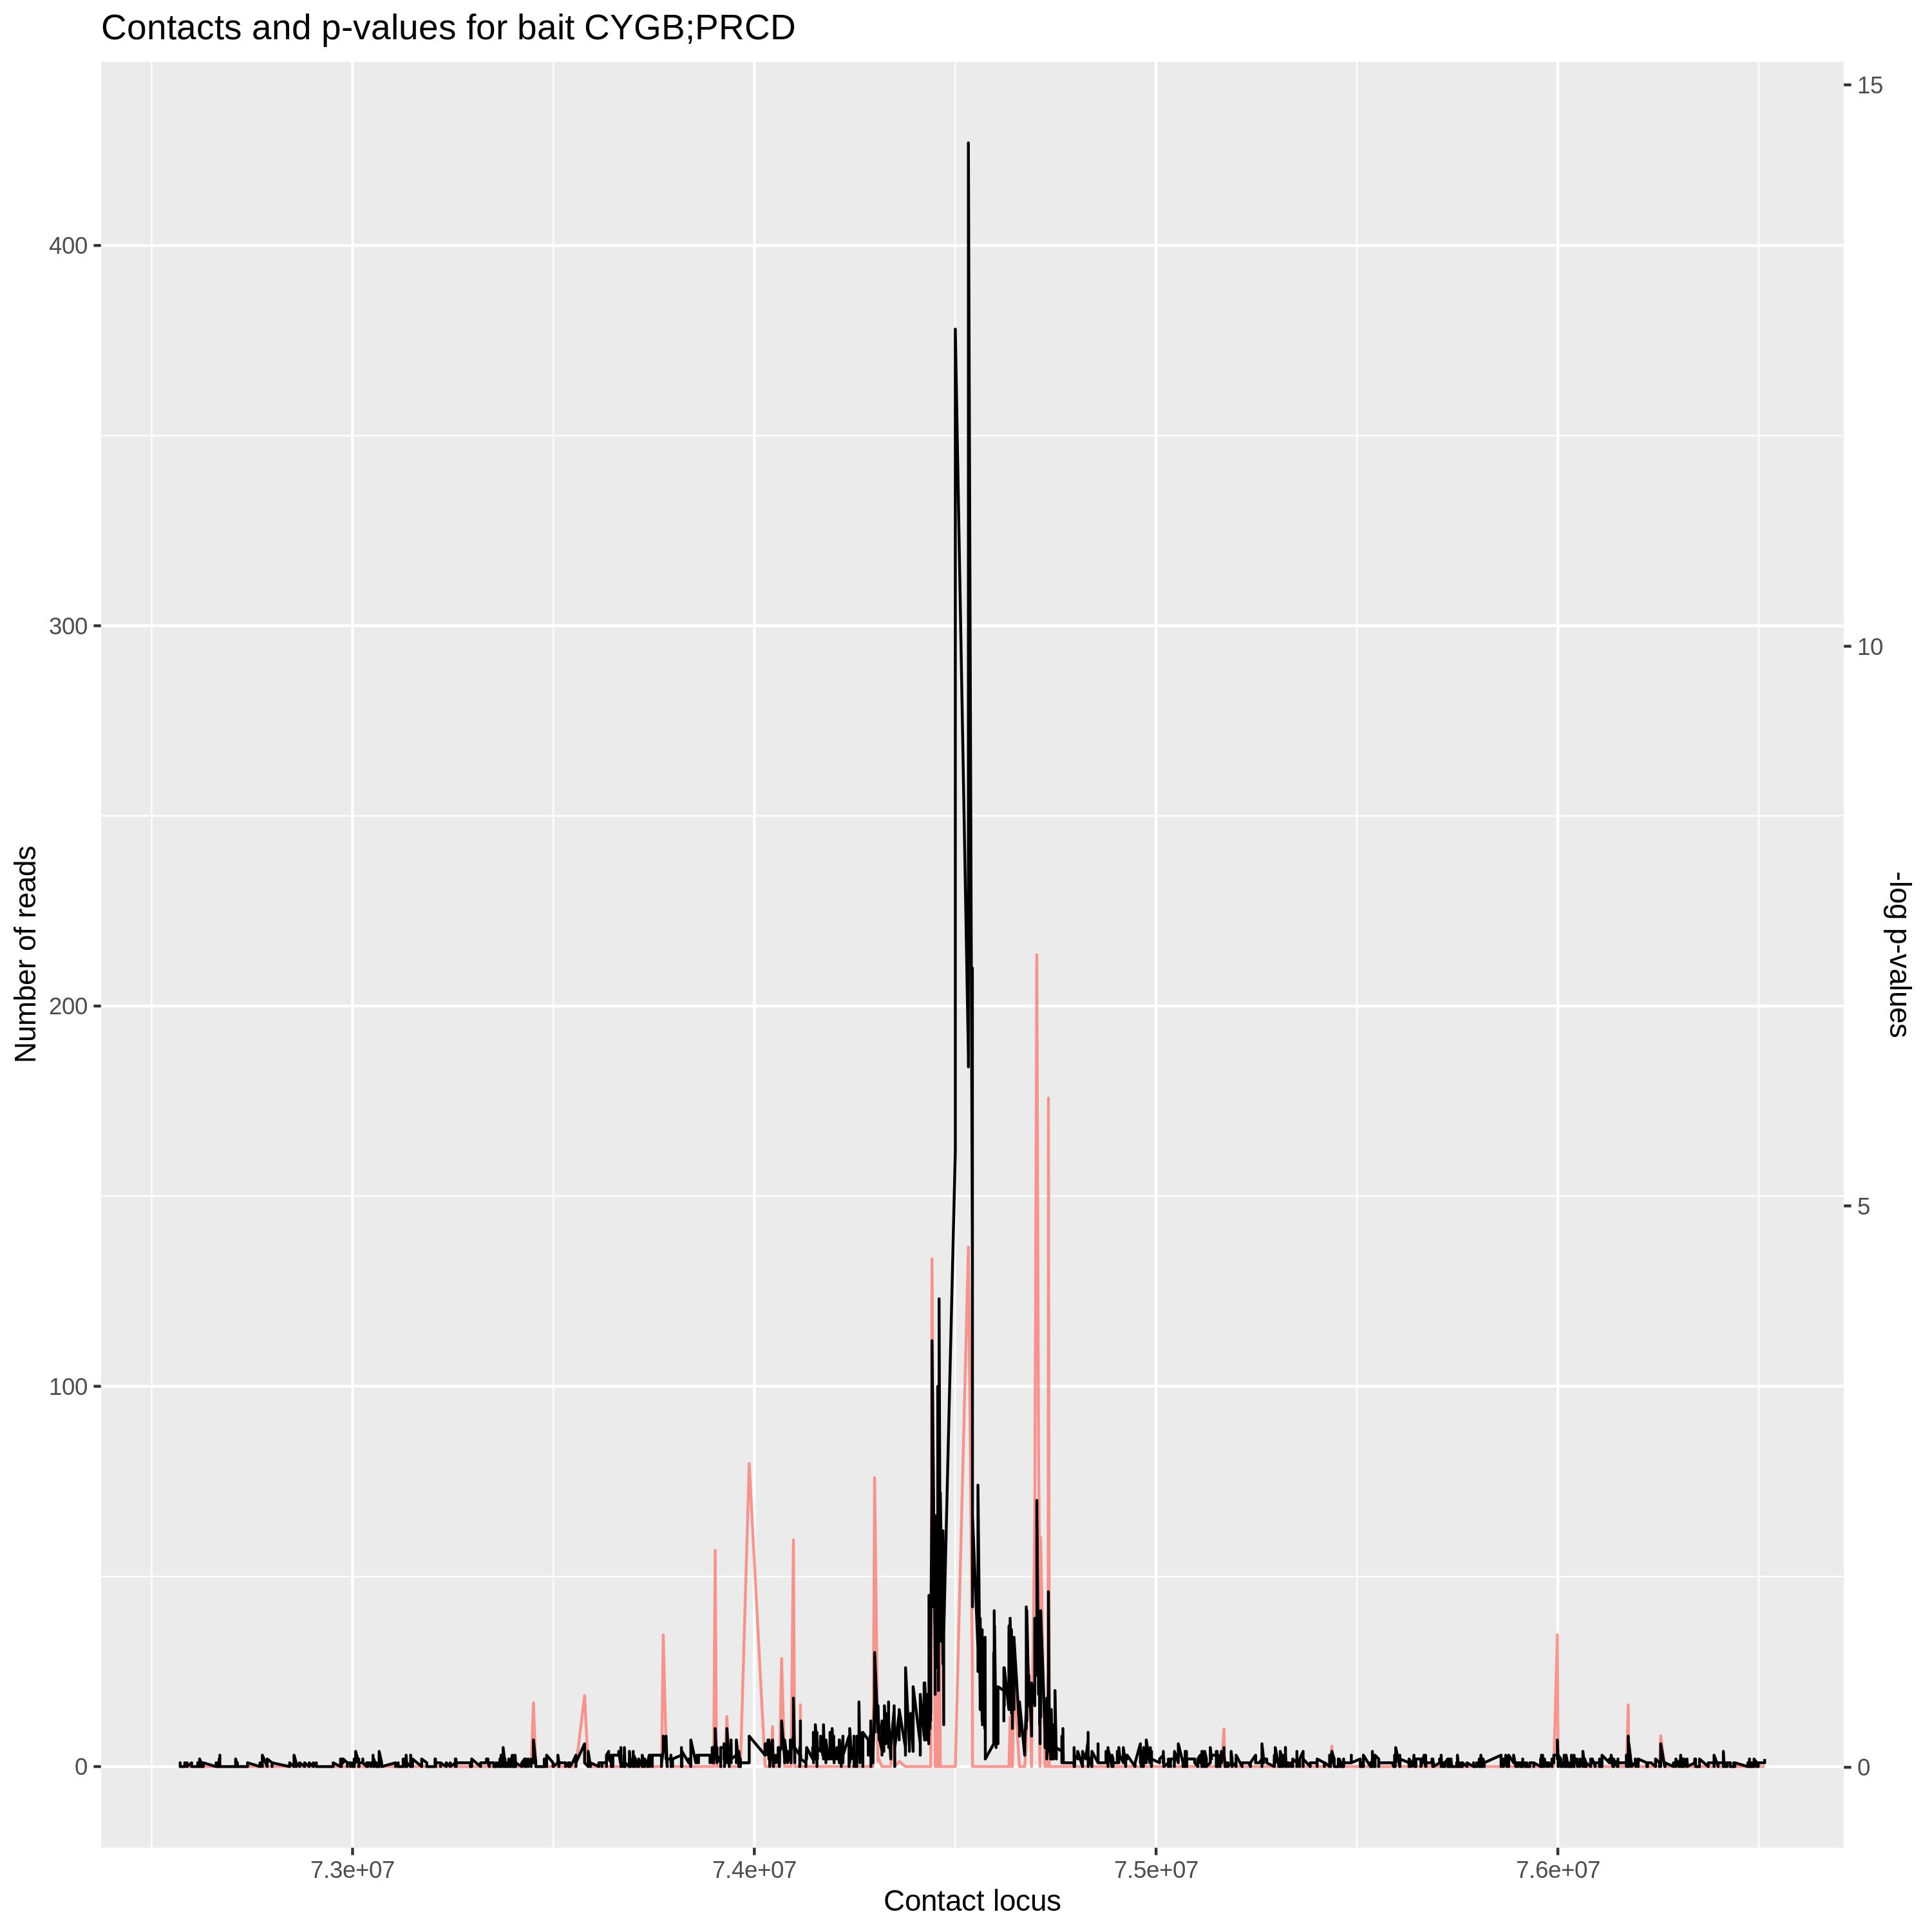 Contacts and p-values for bait CYGB;PRCD
15
400
300
10
Number of reads
-log p-values
200
5
100
0
0
7.3e+07
7.4e+07
7.5e+07
7.6e+07
Contact locus